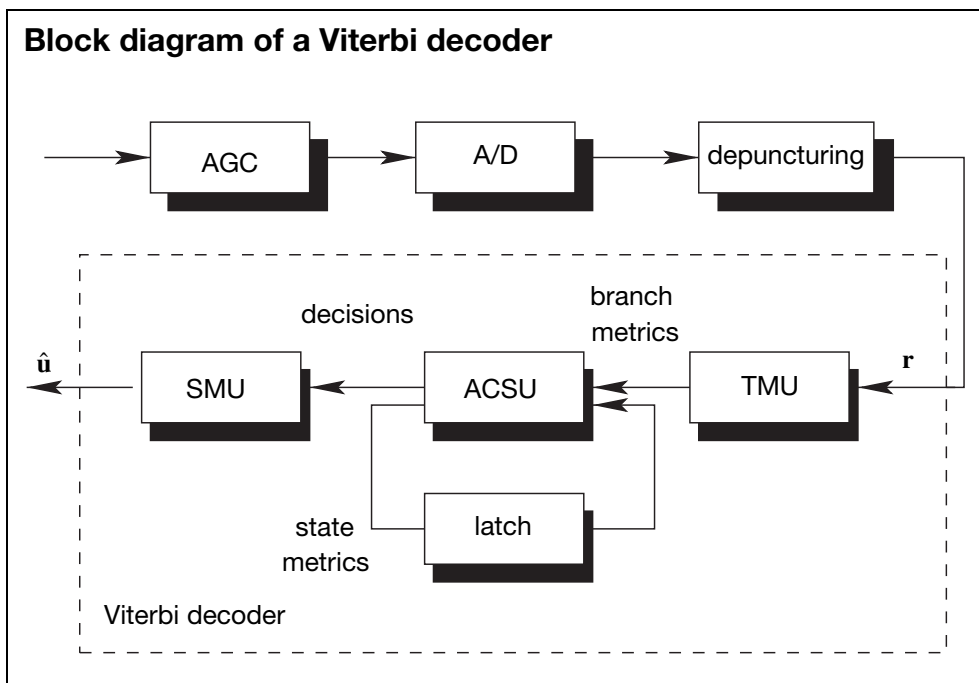 Block diagram of a Viterbi decoder
AGC
A/D
depuncturing
decisions
branch
metrics
û
SMU
ACSU
TMU
r
state
metrics
latch
Viterbi decoder